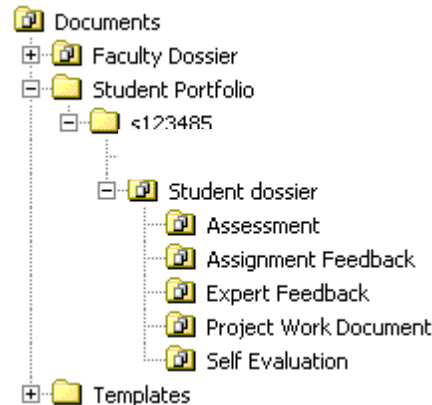 Documents
Faculty Dossier
Student Portfolio
s123485
Student dossier
Assessment
Assignment Feedback
Expert Feedback
Project Work Document
Self Evaluation
Templates